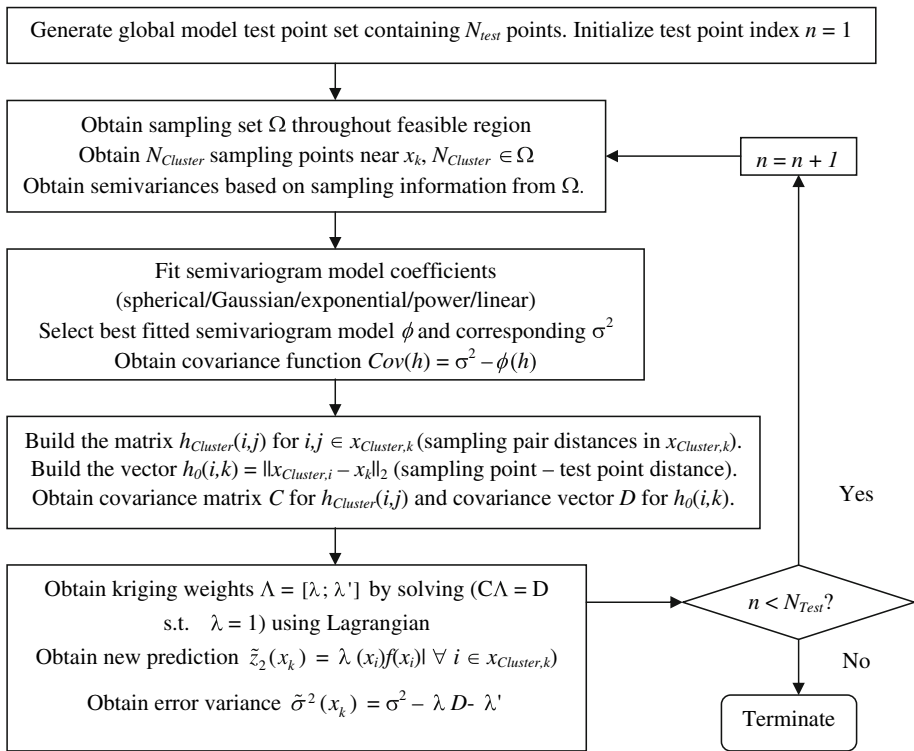 Generate global model test point set containing N_test points. Initialize test point index n = 1
Obtain sampling set Ω throughout feasible region
Obtain N_Cluster sampling points near x_k, N_Cluster ∈ Ω
Obtain semivariances based on sampling information from Ω.
n = n + 1
Fit semivariogram model coefficients
(spherical/Gaussian/exponential/power/linear)
Select best fitted semivariogram model ϕ and corresponding σ²
Obtain covariance function Cov(h) = σ² – ϕ(h)
Build the matrix h_Cluster(i,j) for i,j ∈ x_Cluster,k (sampling pair distances in x_Cluster,k).
Build the vector h_0(i,k) = ||x_Cluster,i – x_k||_2 (sampling point – test point distance).
Obtain covariance matrix C for h_Cluster(i,j) and covariance vector D for h_0(i,k).
Yes
Obtain kriging weights Λ = [λ; λ'] by solving (CΛ = D
s.t. λ = 1) using Lagrangian
Obtain new prediction z̃_2(x_k) = λ (x_i)f(x_i)| ∀ i ∈ x_Cluster,k)
Obtain error variance σ̃²(x_k) = σ² – λ D- λ'
n < N_Test?
No
Terminate